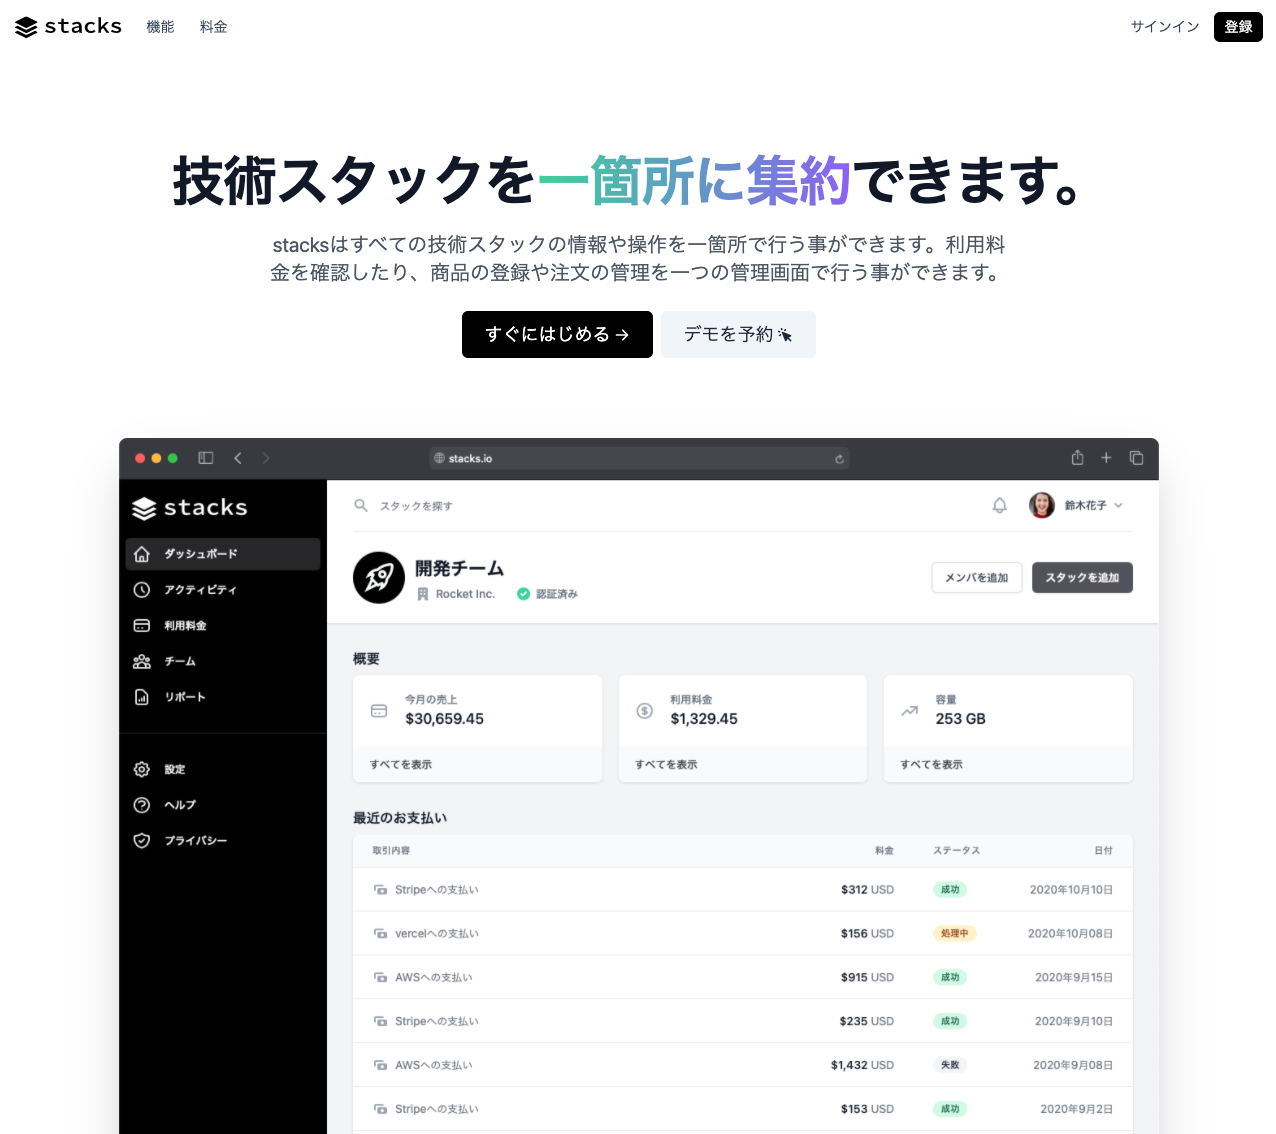 stacks 機能 料金 サインイン 登録
技術スタックを一箇所に集約できます。
stacksはすべての技術スタックの情報や操作を一箇所で行う事ができます。利用料
金を確認したり、商品の登録や注文の管理を一つの管理画面で行う事ができます。
すぐにはじめる → デモを予約
stacks.io
stacks
ダッシュボード
アクティビティ
利用料金
チーム
リポート
設定
ヘルプ
プライバシー
スタックを探す 鈴木花子
開発チーム
Rocket Inc. 認証済み
メンバを追加 スタックを追加
概要
今月の売上
$30,659.45
すべてを表示
利用料金
$1,329.45
すべてを表示
容量
253 GB
すべてを表示
最近のお支払い
取引内容 料金 ステータス 日付
Stripeへの支払い $312 USD 成功 2020年10月10日
vercelへの支払い $156 USD 処理中 2020年10月08日
AWSへの支払い $915 USD 成功 2020年9月15日
Stripeへの支払い $235 USD 成功 2020年9月10日
AWSへの支払い $1,432 USD 失敗 2020年9月08日
Stripeへの支払い $153 USD 成功 2020年9月2日